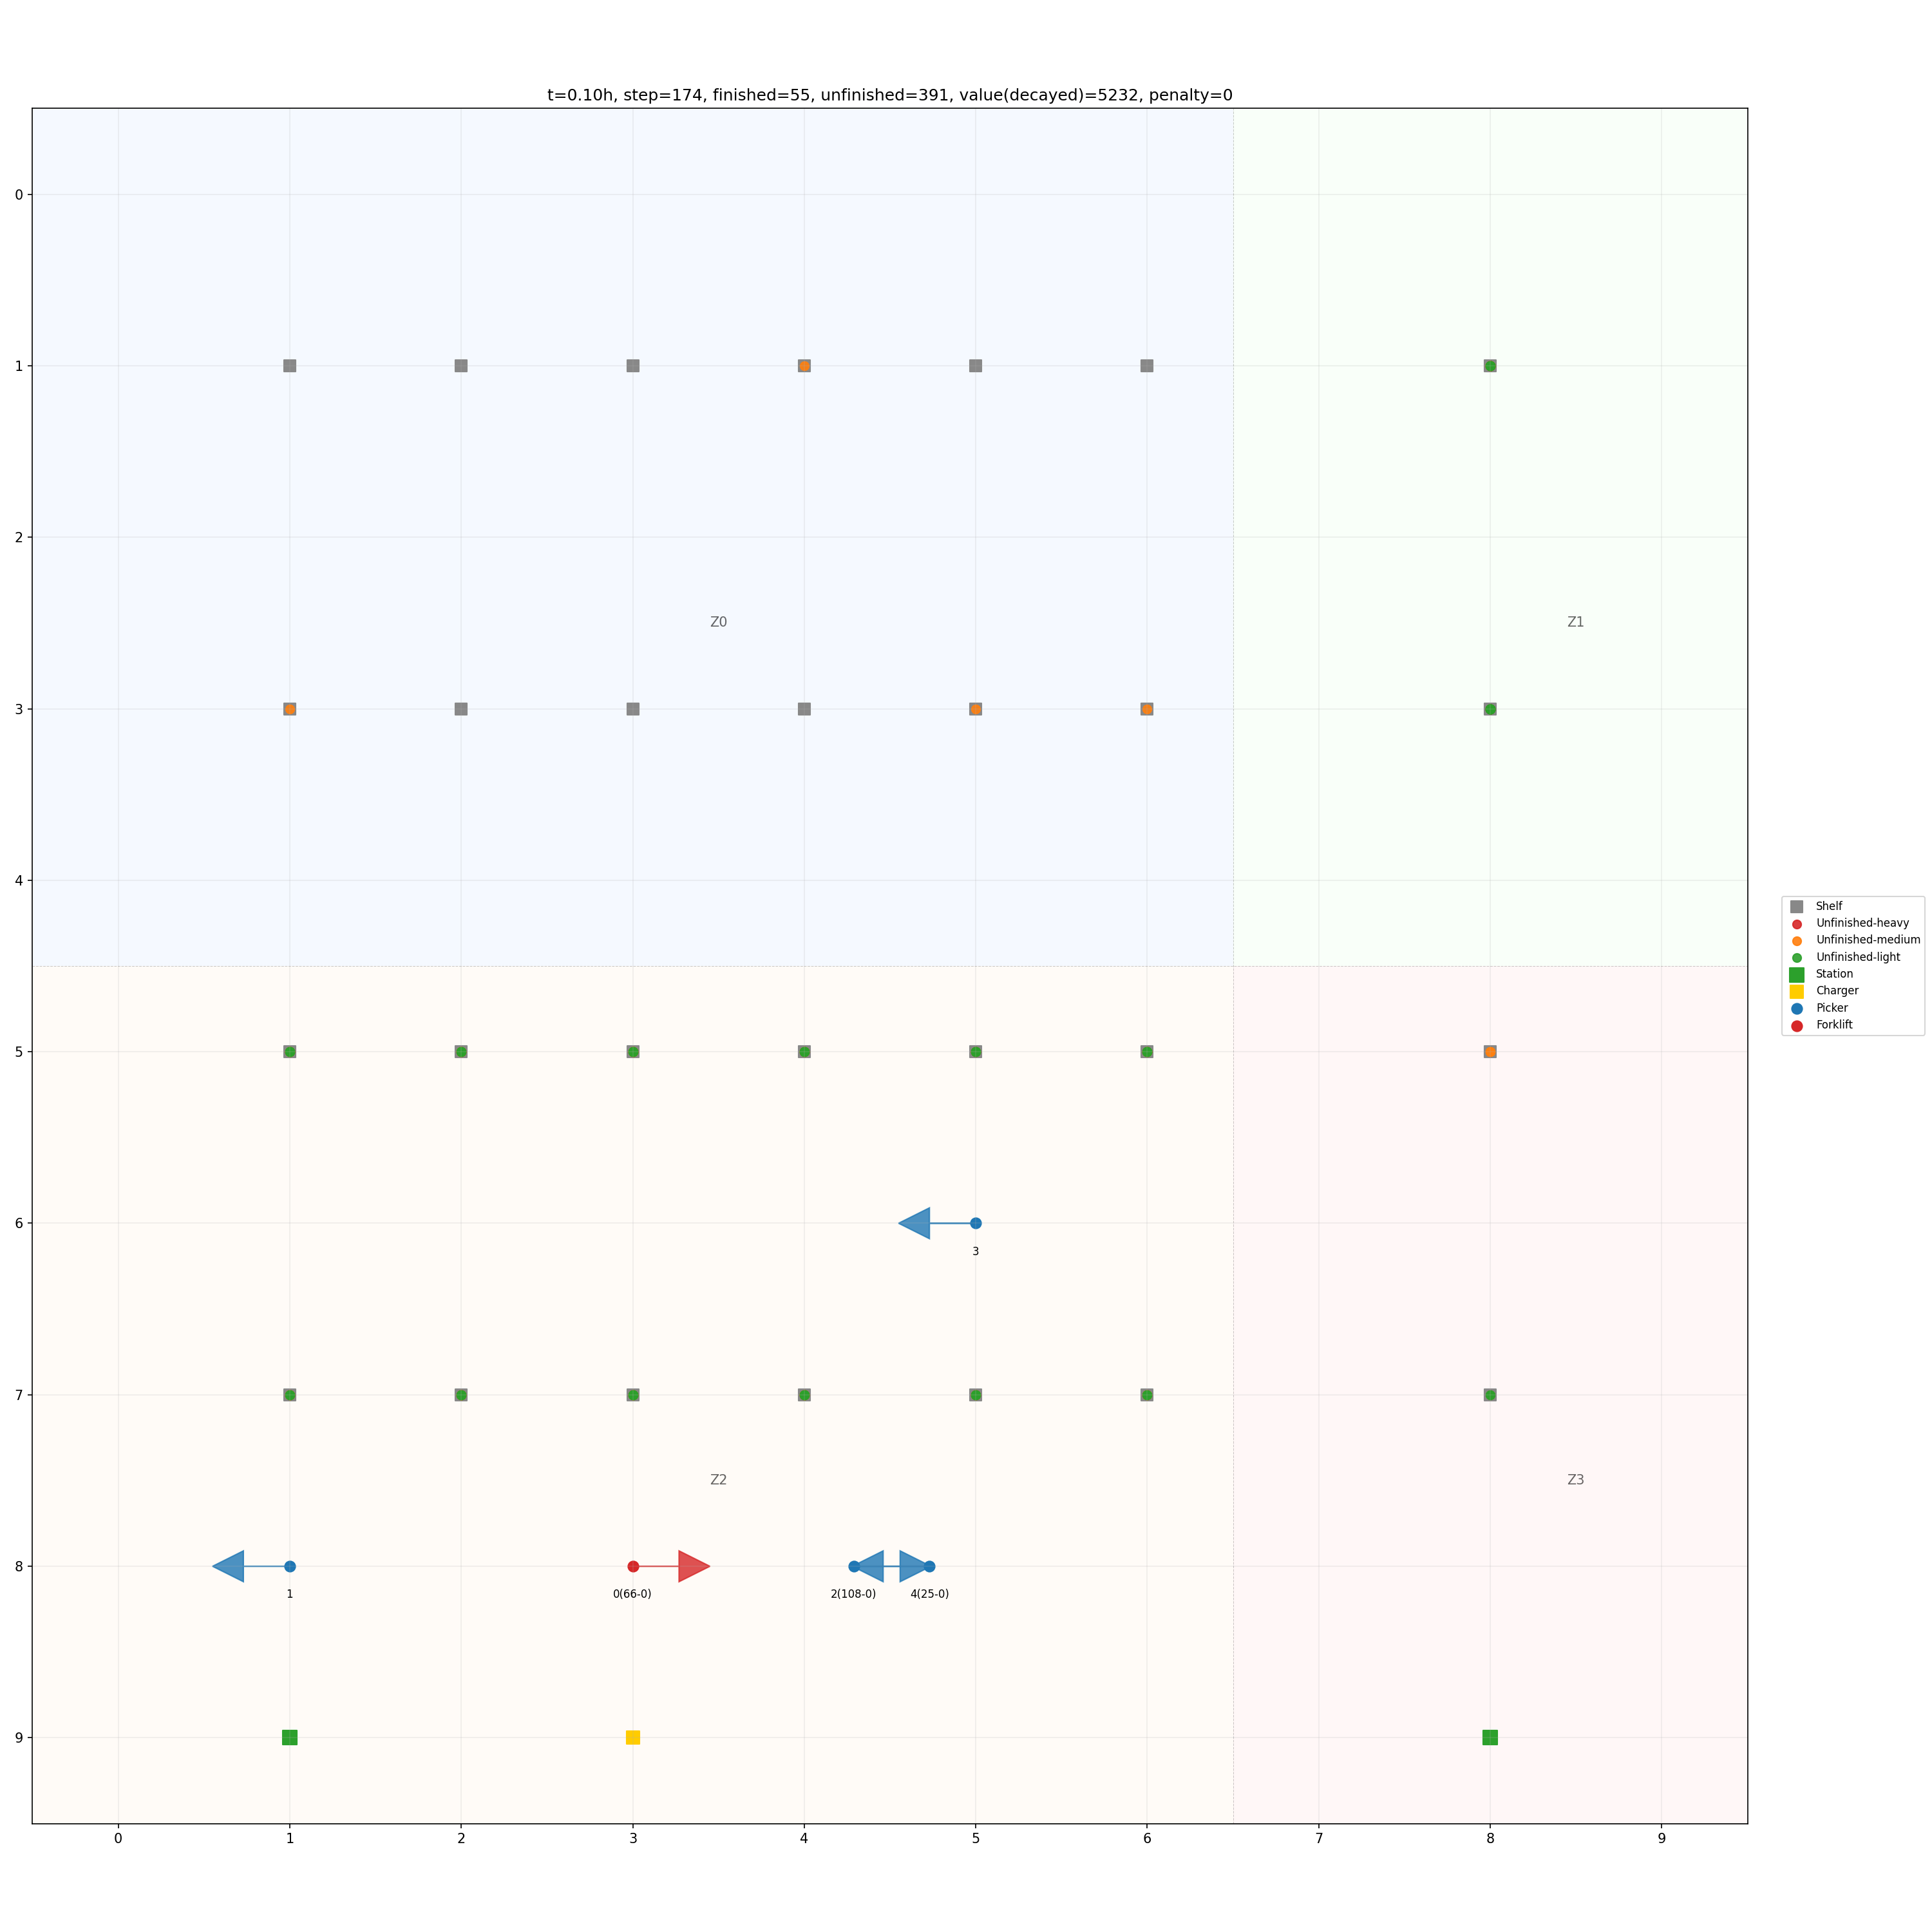 t=0.10h, step=174, finished=55, unfinished=391, value(decayed)=5232, penalty=0
0
1
2
Z0
Z1
3
4
Shelf
Unfinished-heavy
Unfinished-medium
Unfinished-light
Station
Charger
Picker
Forklift
5
6
3
7
Z2
Z3
8
1
0(66-0)
2(108-0)
4(25-0)
9
0 1 2 3 4 5 6 7 8 9